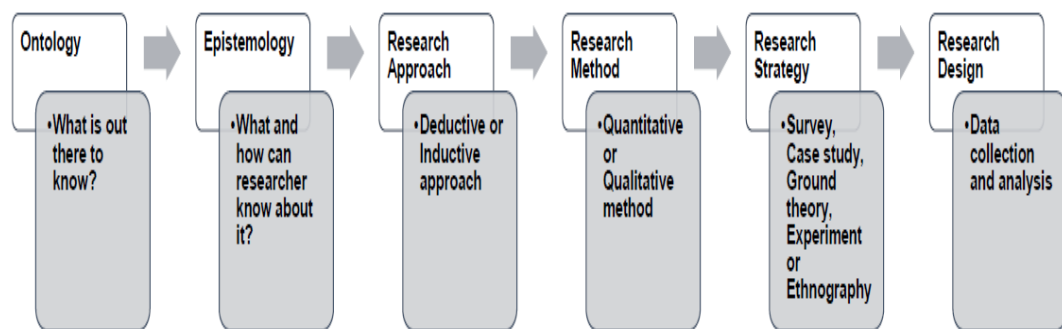 Ontology
•What is out
there to
know?
Epistemology
•What and
how can
researcher
know about
it?
Research
Approach
•Deductive or
Inductive
approach
Research
Method
•Quantitative
or
Qualitative
method
Research
Strategy
•Survey,
Case study,
Ground
theory,
Experiment
or
Ethnography
Research
Design
•Data
collection
and analysis